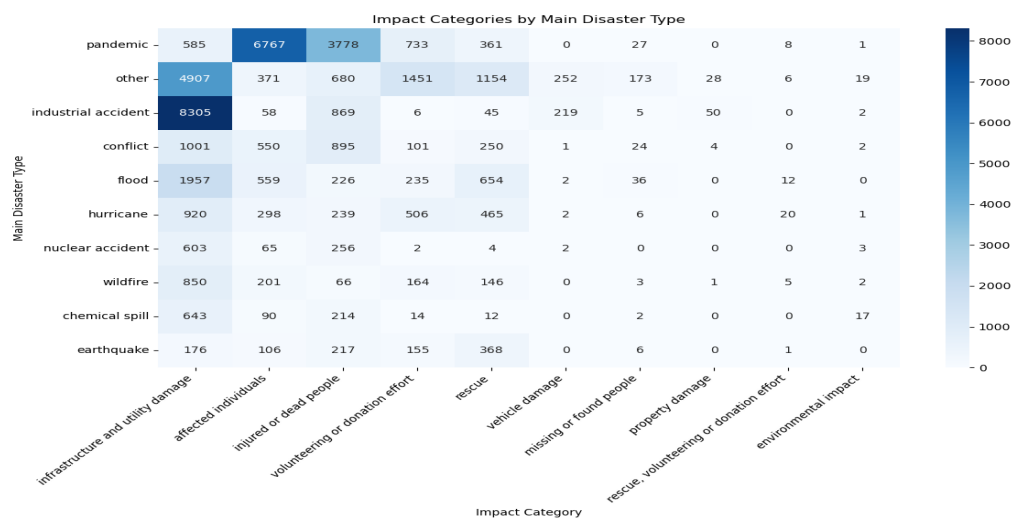 Impact Categories by Main Disaster Type
Main Disaster Type
pandemic 585 6767 3778 733 361 0 27 0 8 1
other 4907 371 680 1451 1154 252 173 28 6 19
industrial accident 8305 58 869 6 45 219 5 50 0 2
conflict 1001 550 895 101 250 1 24 4 0 2
flood 1957 559 226 235 654 2 36 0 12 0
hurricane 920 298 239 506 465 2 6 0 20 1
nuclear accident 603 65 256 2 4 2 0 0 0 3
wildfire 850 201 66 164 146 0 3 1 5 2
chemical spill 643 90 214 14 12 0 2 0 0 17
earthquake 176 106 217 155 368 0 6 0 1 0
infrastructure and utility damage
affected individuals
injured or dead people
volunteering or donation effort
rescue
vehicle damage
missing or found people
property damage
rescue, volunteering or donation effort
environmental impact
Impact Category
8000
7000
6000
5000
4000
3000
2000
1000
0